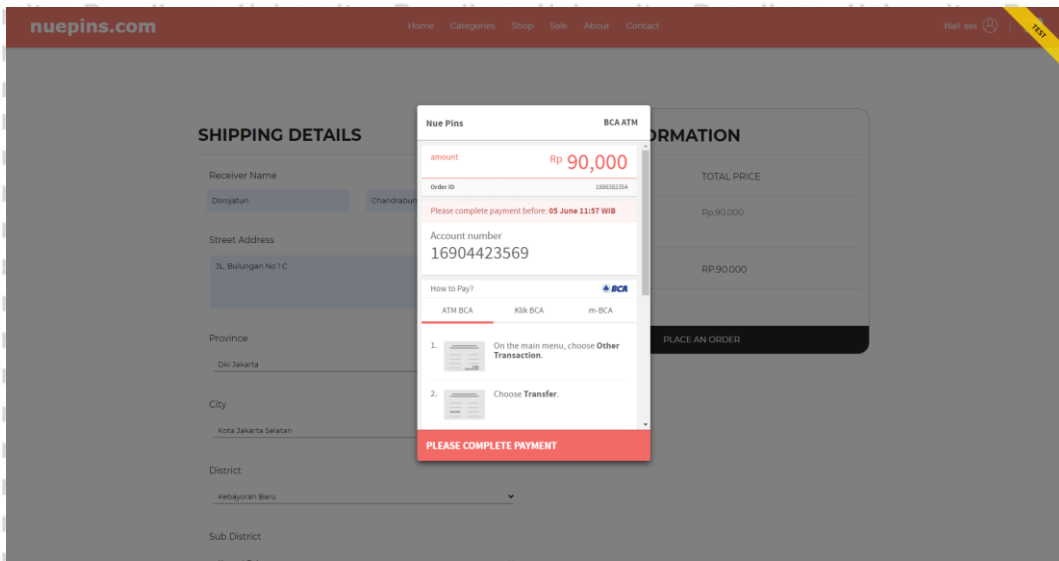 nuepins.com
Home Categories Shop Sale About Contact
Hai! sss
TEST
SHIPPING DETAILS
Receiver Name
Dorojatun
Street Address
JL. Bulungan No 1 C
Province
Dki Jakarta
City
Kota Jakarta Selatan
District
Kebayoran Baru
Sub District
Nue Pins BCA ATM
amount Rp 90,000
Order ID 1886382354
Please complete payment before: 05 June 11:57 WIB
Account number
16904423569
How to Pay? BCA
ATM BCA Klik BCA m-BCA
1. On the main menu, choose Other
Transaction.
2. Choose Transfer.
PLEASE COMPLETE PAYMENT
TOTAL PRICE
Rp.90.000
RP.90.000
PLACE AN ORDER